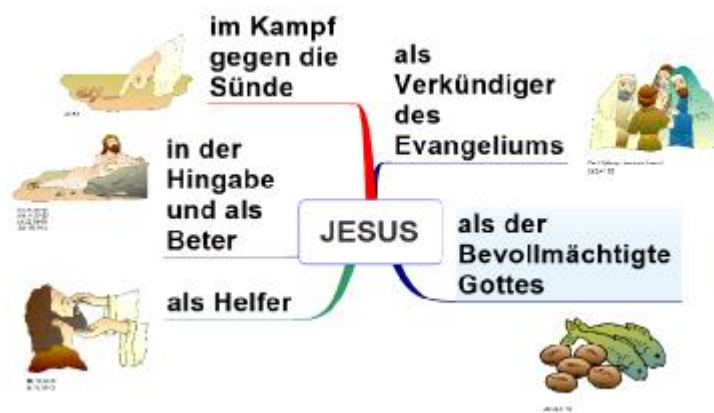 im Kampf
gegen die
Sünde
als
Verkündiger
des
Evangeliums
in der
Hingabe
und als
Beter
JESUS
als der
Bevollmächtigte
Gottes
als Helfer